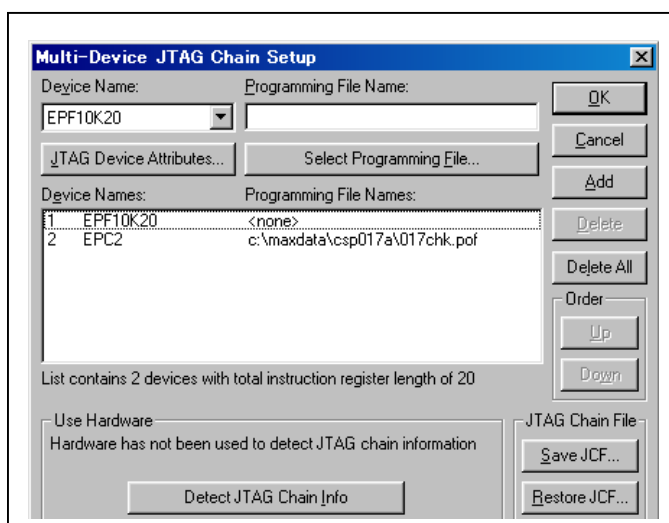 Multi-Device JTAG Chain Setup
Device Name:
Programming File Name:
EPF10K20
OK
Cancel
JTAG Device Attributes...
Select Programming File...
Add
Device Names:
Programming File Names:
1 EPF10K20 <none>
2 EPC2 c:\maxdata\csp017a\017chk.pof
Delete
Delete All
Order
Up
Down
List contains 2 devices with total instruction register length of 20
Use Hardware
Hardware has not been used to detect JTAG chain information
Detect JTAG Chain Info
JTAG Chain File
Save JCF...
Restore JCF...